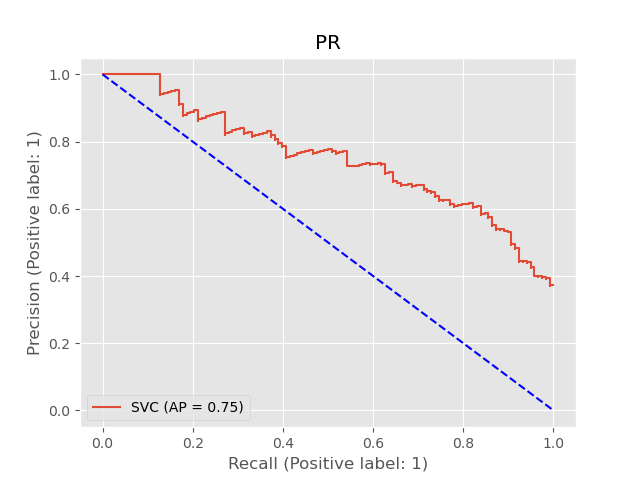 PR
Precision (Positive label: 1)
1.0
0.8
0.6
0.4
0.2
0.0
SVC (AP = 0.75)
0.0 0.2 0.4 0.6 0.8 1.0
Recall (Positive label: 1)